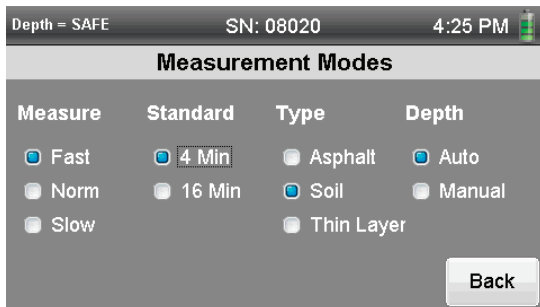 Depth = SAFE SN: 08020 4:25 PM
Measurement Modes
Measure Standard Type Depth
Fast 4 Min Asphalt Auto
Norm 16 Min Soil Manual
Slow Thin Layer
Back